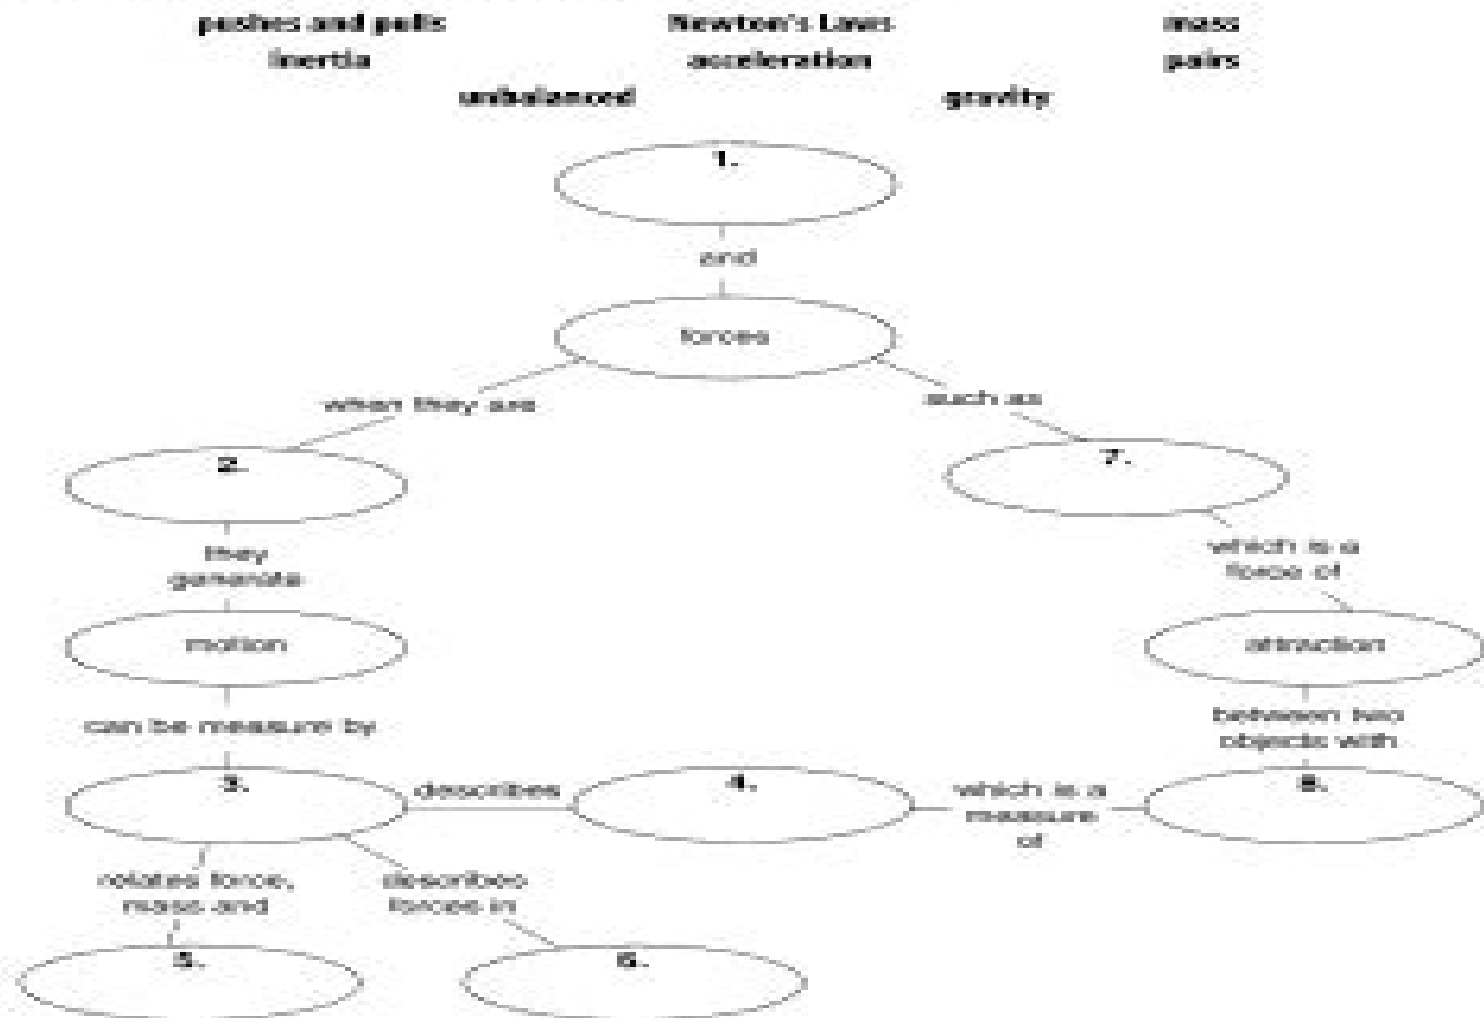 pushes and pulls Newton's Laws mass
inertia acceleration pairs
unbalanced gravity
1.
and
forces
when they are
such as
2.
7.
they
generate
which is a
force of
motion
attraction
can be measure by
between two
objects with
3.
describes
4.
which is a
measure
of
8.
relates force,
mass and
describes
forces in
5.
6.